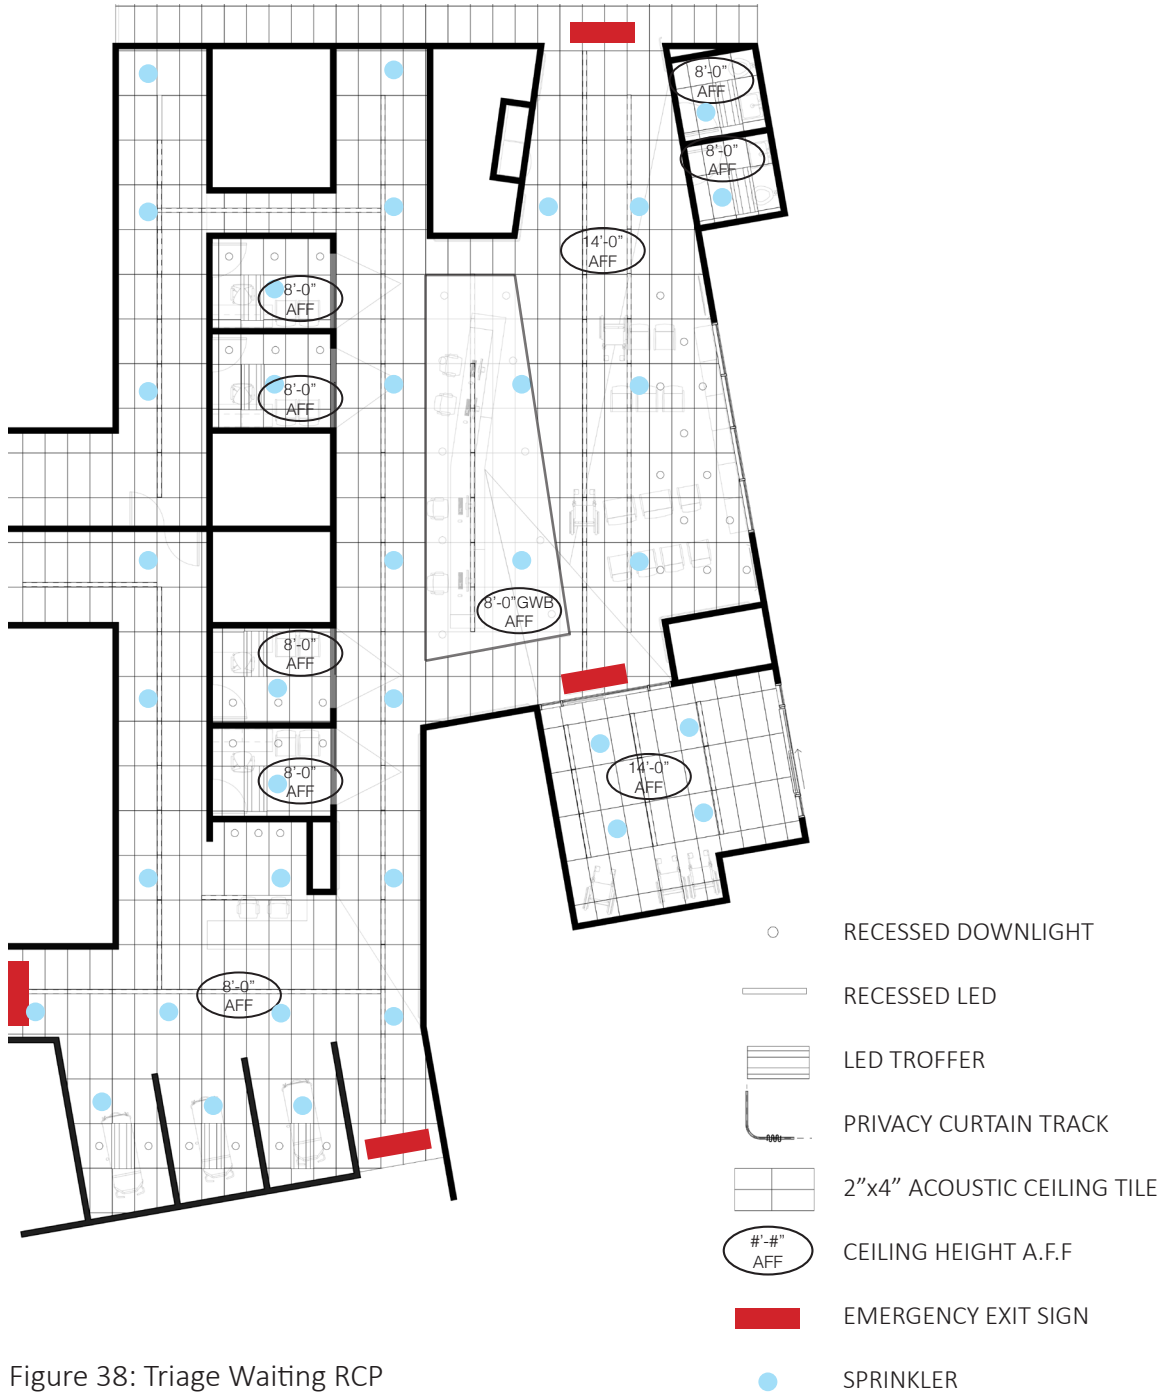 8'-0"
AFF
8'-0"
AFF
14'-0"
AFF
8'-0"
AFF
8'-0"
AFF
8'-0"GWB
AFF
8'-0"
AFF
8'-0"
AFF
14'-0"
AFF
8'-0"
AFF
RECESSED DOWNLIGHT
RECESSED LED
LED TROFFER
PRIVACY CURTAIN TRACK
2”x4” ACOUSTIC CEILING TILE
#'-#"
AFF
CEILING HEIGHT A.F.F
EMERGENCY EXIT SIGN
SPRINKLER
Figure 38: Triage Waiting RCP